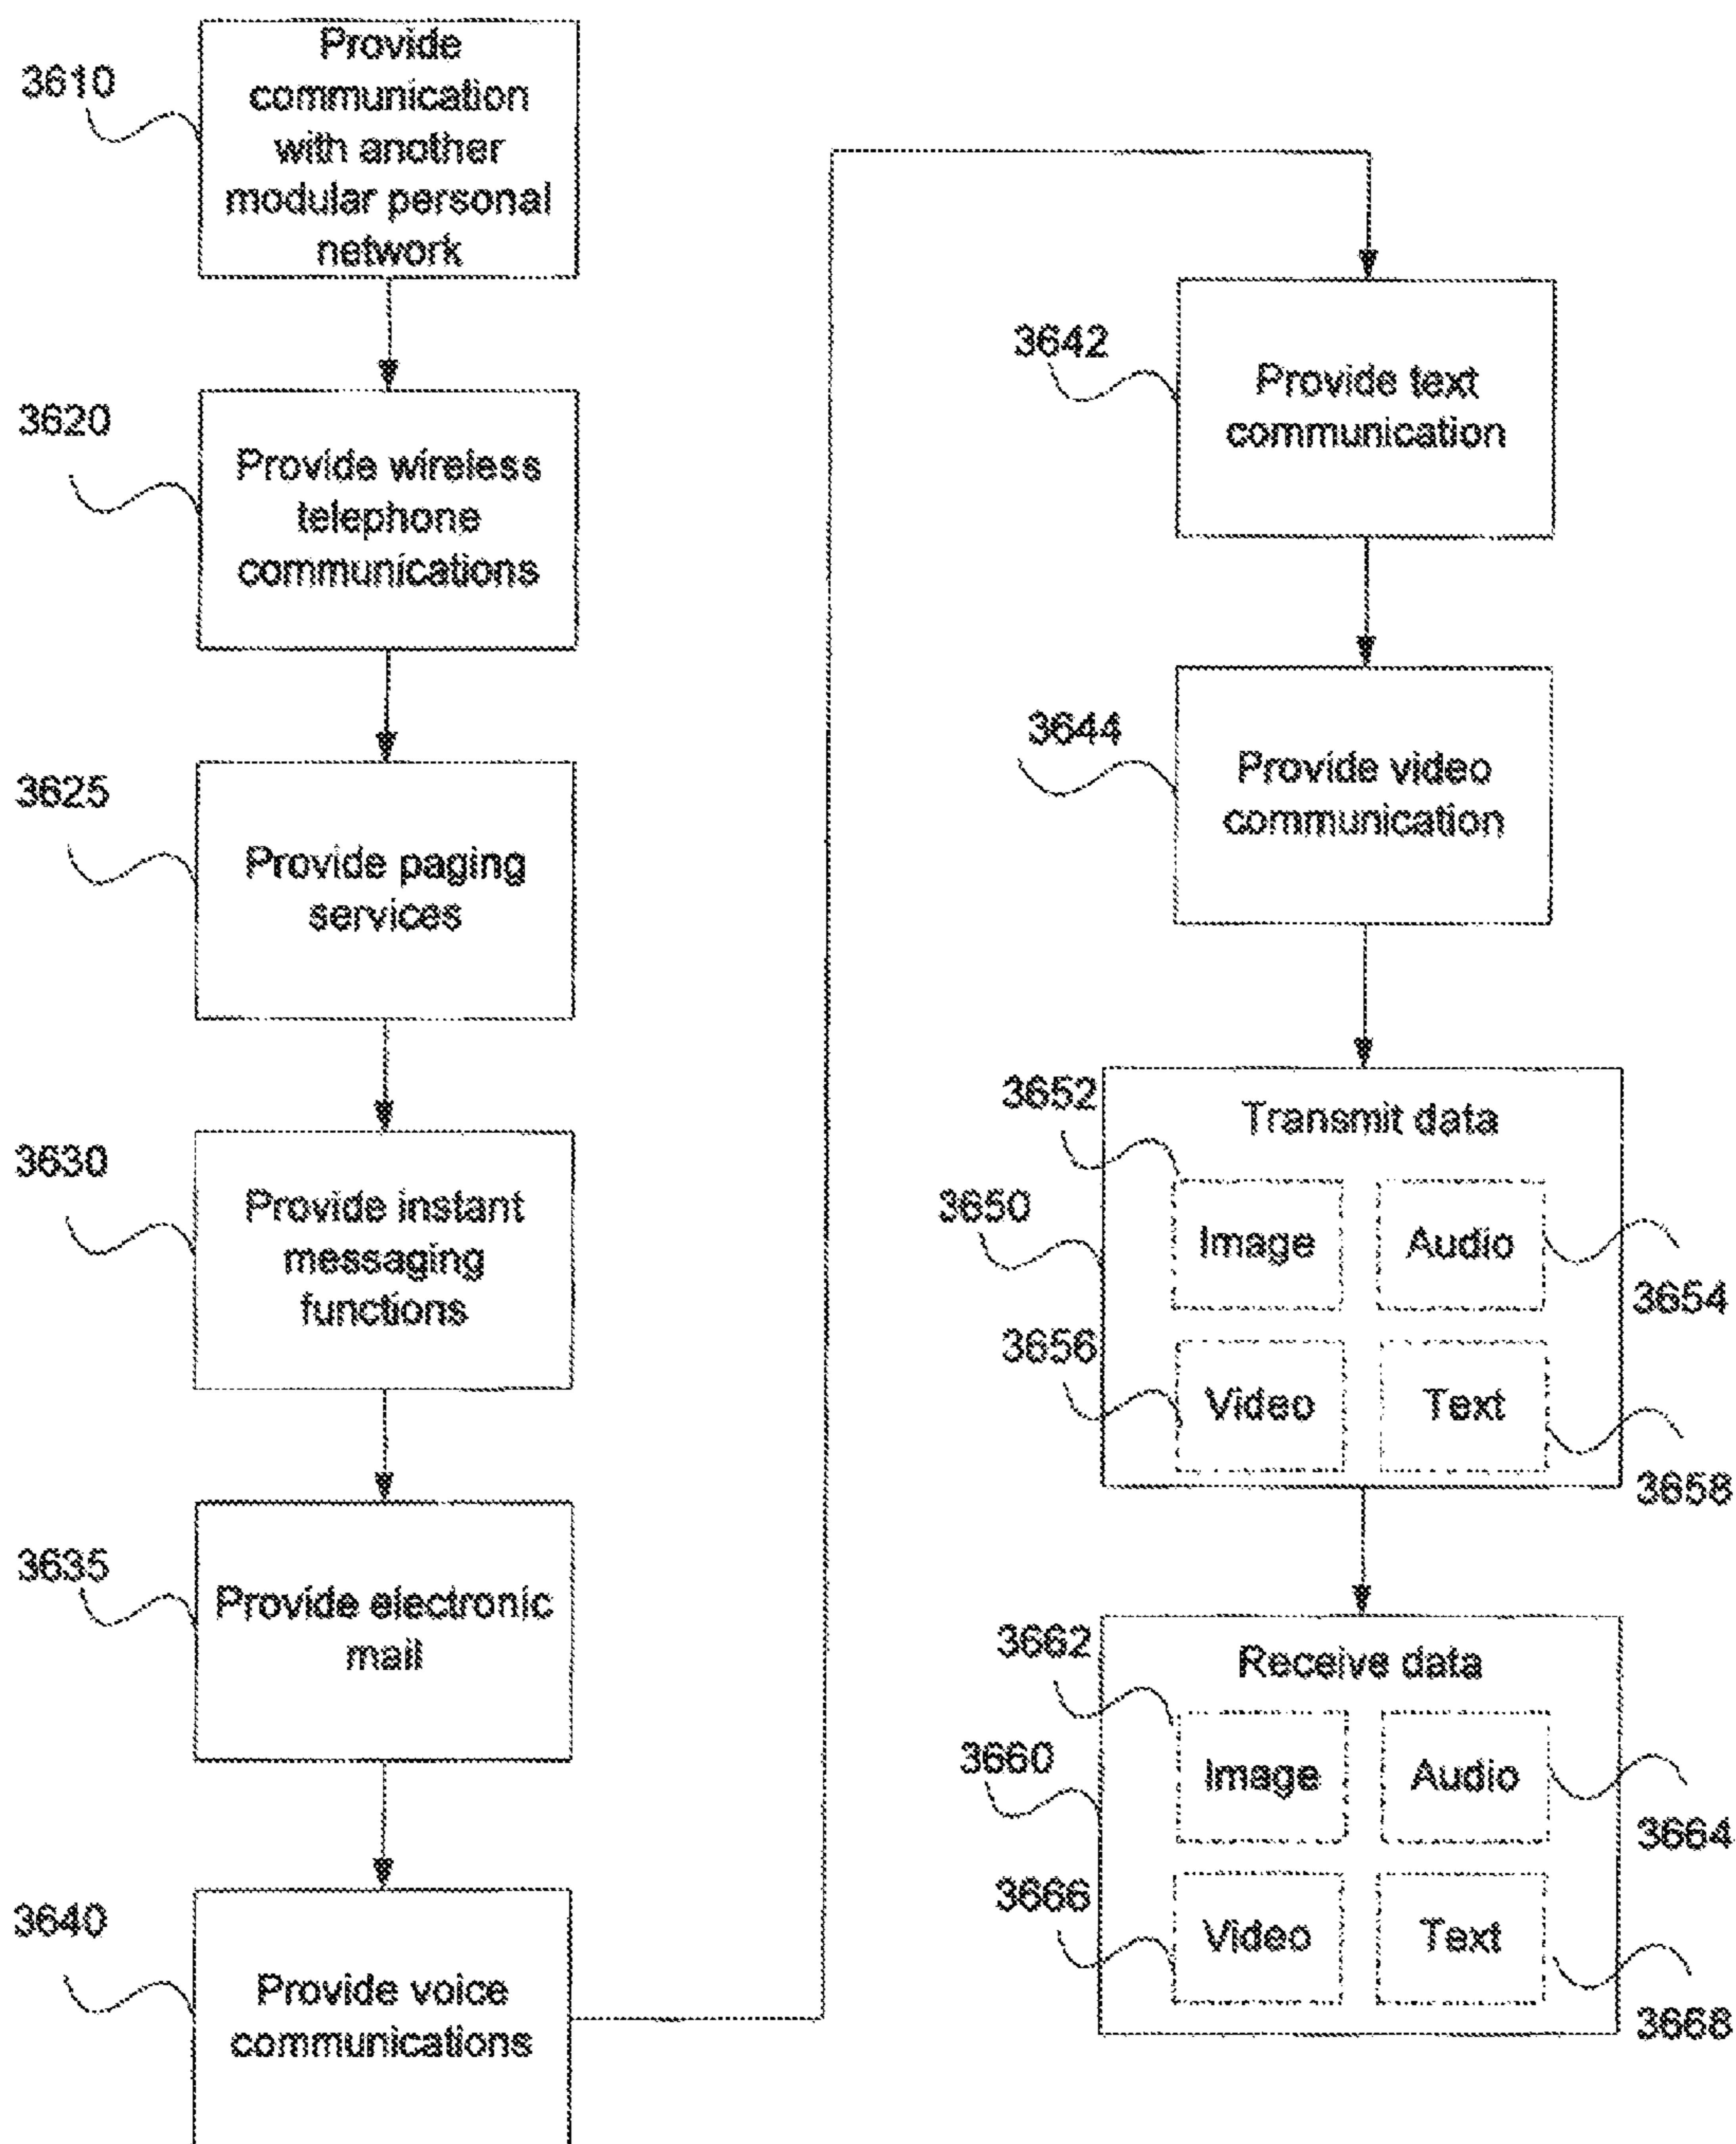 3610
Provide
communication
with another
modular personal
network
3620
Provide wireless
telephone
communications
3625
Provide paging
services
3630
Provide instant
messaging
functions
3635
Provide electronic
mail
3640
Provide voice
communications
3642
Provide text
communication
3644
Provide video
communication
3650
Transmit data
3652
Image
Audio
3654
3656
Video
Text
3658
3660
Receive data
3662
Image
Audio
3664
3666
Video
Text
3668